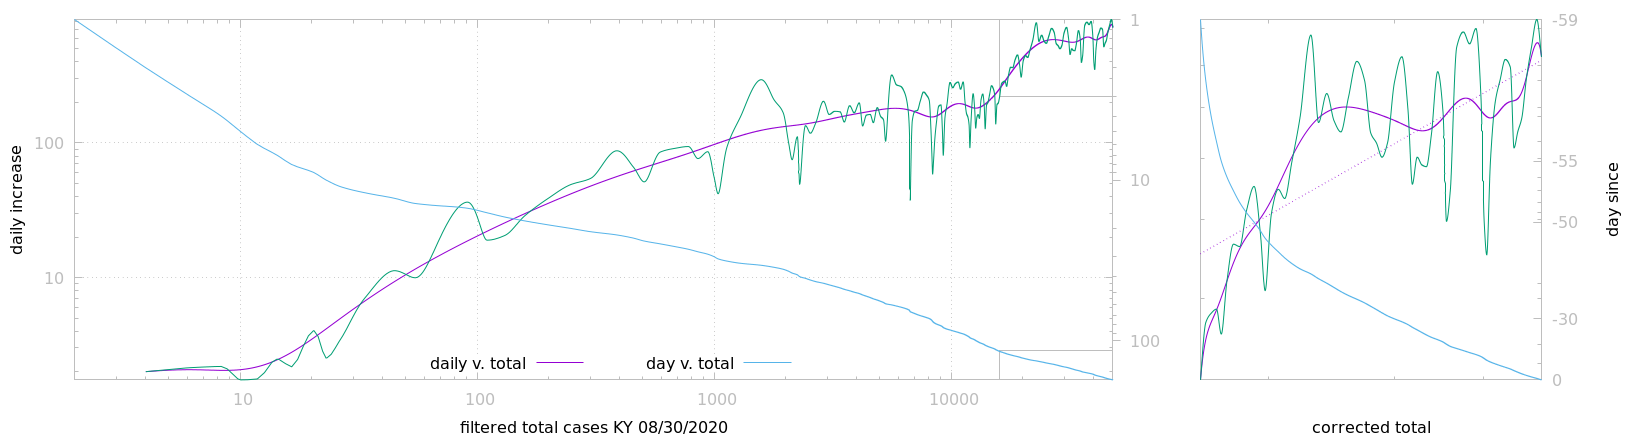 1
-59
100
10
-55
10
-50
-30
100
0
daily increase
day since
daily v. total
day v. total
10
100
1000
10000
filtered total cases KY 08/30/2020
corrected total